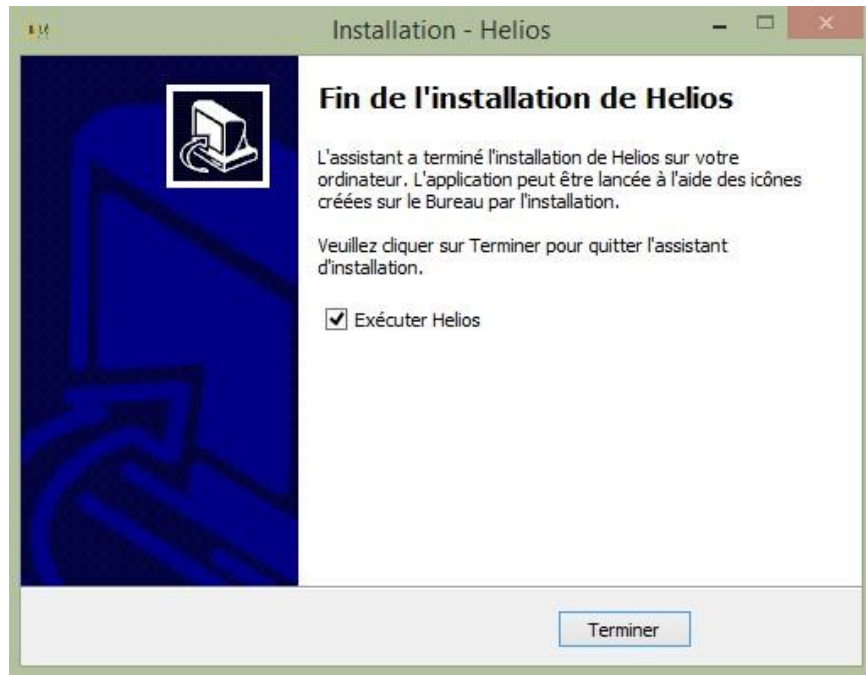 Installation - Helios
Fin de l'installation de Helios
L'assistant a terminé l'installation de Helios sur votre
ordinateur. L'application peut être lancée à l'aide des icônes
créées sur le Bureau par l'installation.
Veuillez cliquer sur Terminer pour quitter l'assistant
d'installation.
Exécuter Helios
Terminer